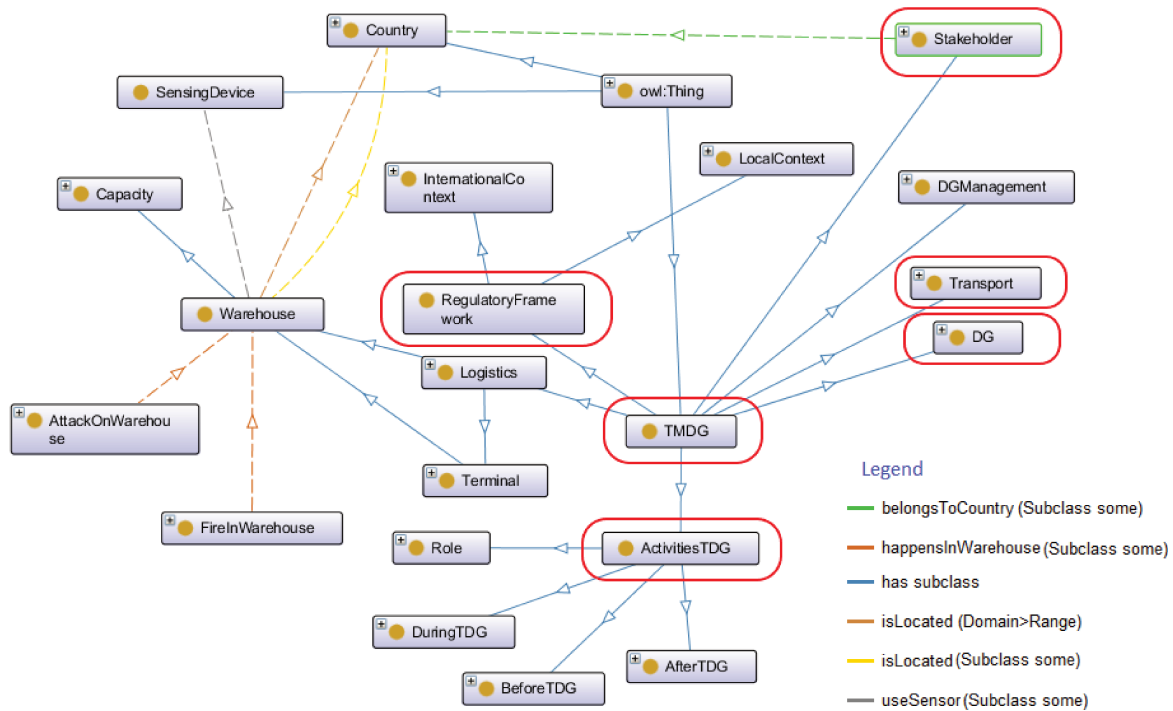 Country
Stakeholder
SensingDevice
owl:Thing
LocalContext
InternationalCo
ntext
Capacity
DGManagement
Transport
RegulatoryFrame
work
Warehouse
DG
Logistics
AttackOnWareho
use
TMDG
Terminal
FireInWarehouse
Role
ActivitiesTDG
DuringTDG
AfterTDG
BeforeTDG
Legend
belongsToCountry (Subclass some)
happensInWarehouse (Subclass some)
has subclass
isLocated (Domain>Range)
isLocated (Subclass some)
useSensor (Subclass some)